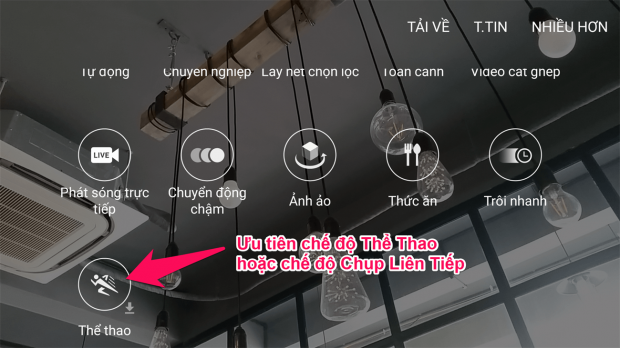 TẢI VỀ T.TIN NHIỀU HƠN
Tự động Chuyên nghiệp Lấy nét chọn lọc Toàn cảnh Video cắt ghép
LIVE
Phát sóng trực tiếp
Chuyển động chậm
Ảnh ảo
Thức ăn
Trôi nhanh
Ưu tiên chế độ Thể Thao
hoặc chế độ Chụp Liên Tiếp
Thể thao